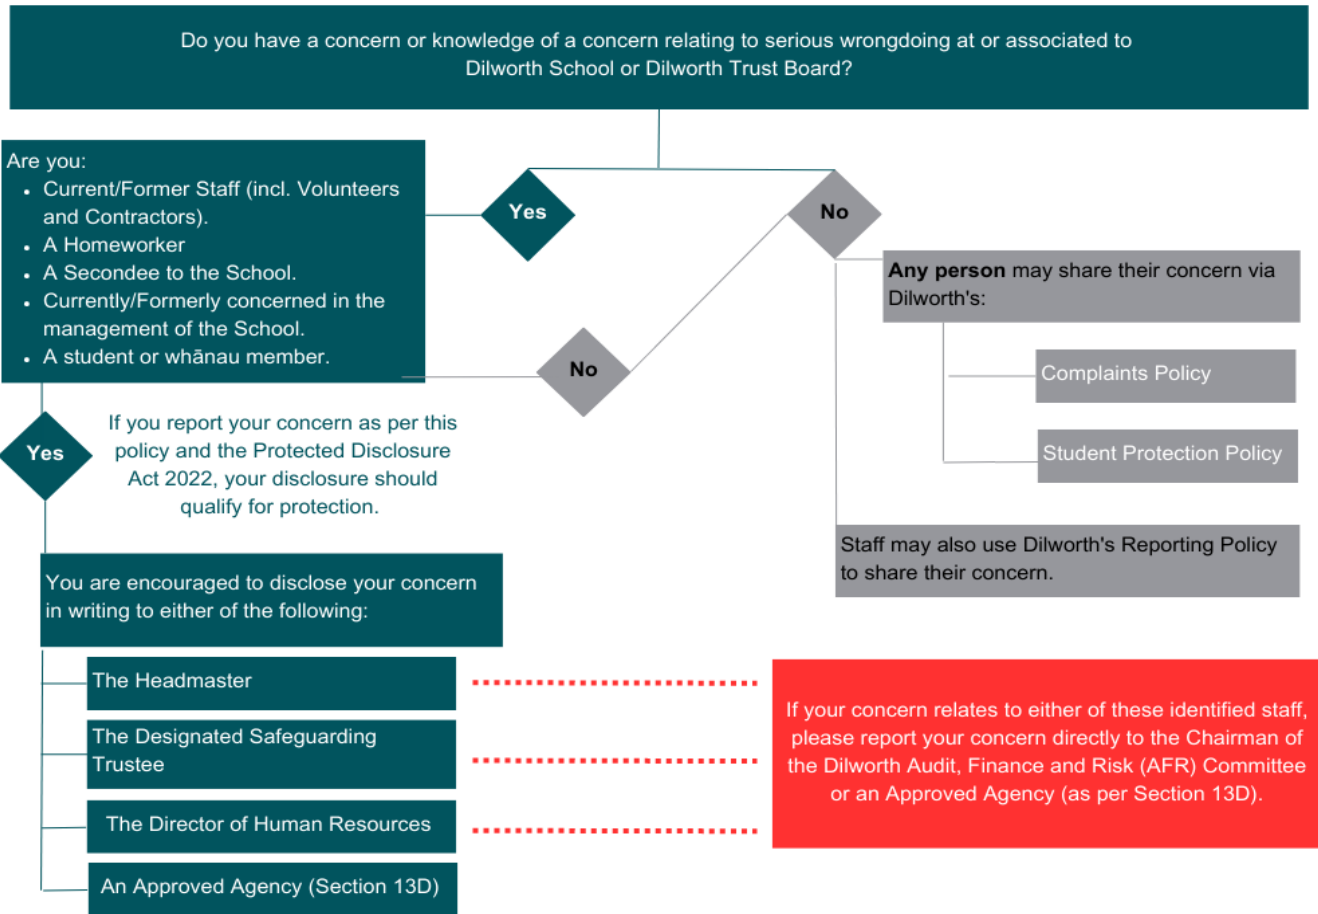 Do you have a concern or knowledge of a concern relating to serious wrongdoing at or associated to
Dilworth School or Dilworth Trust Board?
Are you:
• Current/Former Staff (incl. Volunteers
and Contractors).
• A Homeworker
• A Secondee to the School.
• Currently/Formerly concerned in the
management of the School.
• A student or whānau member.
Yes
No
Any person may share their concern via
Dilworth's:
Complaints Policy
Student Protection Policy
No
Staff may also use Dilworth's Reporting Policy
to share their concern.
Yes
If you report your concern as per this
policy and the Protected Disclosure
Act 2022, your disclosure should
qualify for protection.
You are encouraged to disclose your concern
in writing to either of the following:
The Headmaster
The Designated Safeguarding
Trustee
The Director of Human Resources
An Approved Agency (Section 13D)
If your concern relates to either of these identified staff,
please report your concern directly to the Chairman of
the Dilworth Audit, Finance and Risk (AFR) Committee
or an Approved Agency (as per Section 13D).